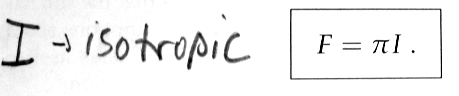 I → isotropic F = πI .